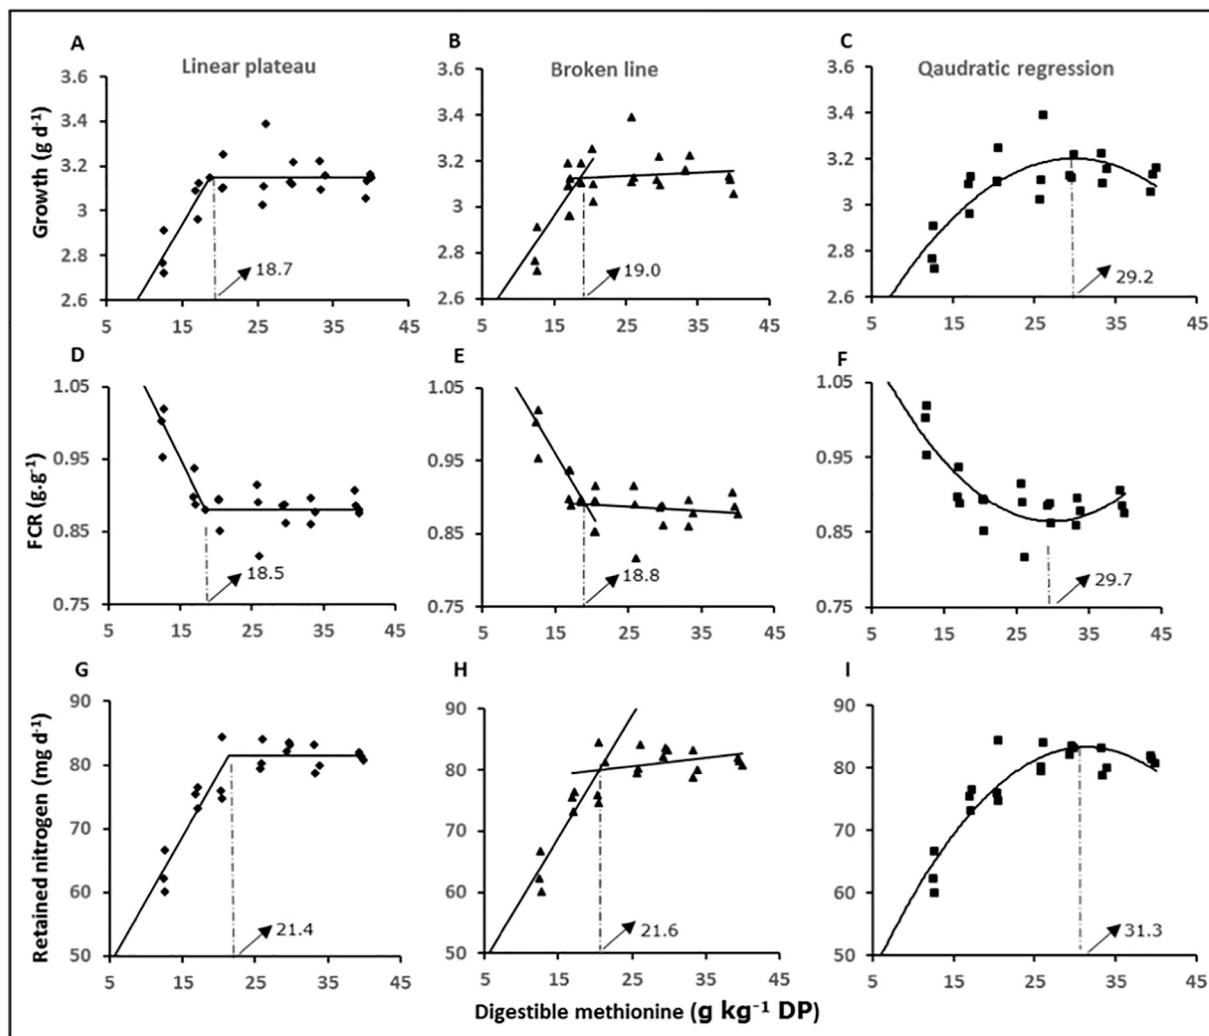 A
B
C
Linear plateau
Broken line
Qaudratic regression
Growth (g d⁻¹)
3.6
3.4
3.2
3
2.8
2.6
18.7
5 15 25 35 45
3.6
3.4
3.2
3
2.8
2.6
19.0
5 15 25 35 45
3.6
3.4
3.2
3
2.8
2.6
29.2
5 15 25 35 45
D
E
F
FCR (g.g⁻¹)
1.05
0.95
0.85
0.75
18.5
5 15 25 35 45
1.05
0.95
0.85
0.75
18.8
5 15 25 35 45
1.05
0.95
0.85
0.75
29.7
5 15 25 35 45
G
H
I
Retained nitrogen (mg d⁻¹)
90
80
70
60
50
21.4
5 15 25 35 45
90
80
70
60
50
21.6
5 15 25 35 45
90
80
70
60
50
31.3
5 15 25 35 45
Digestible methionine (g kg⁻¹ DP)